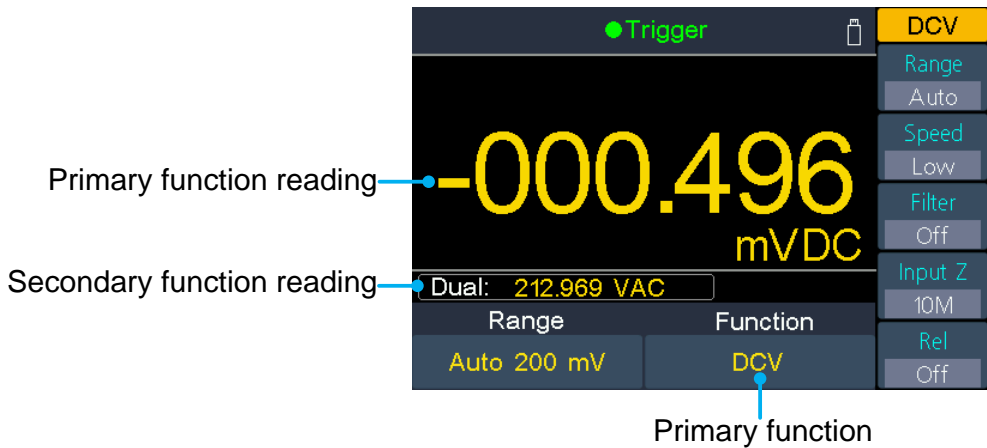 Trigger
DCV
Range
Auto
Speed
Low
Filter
Off
Input Z
10M
Rel
Off
Primary function reading
-000.496
mVDC
Secondary function reading
Dual: 212.969 VAC
Range Function
Auto 200 mV DCV
Primary function